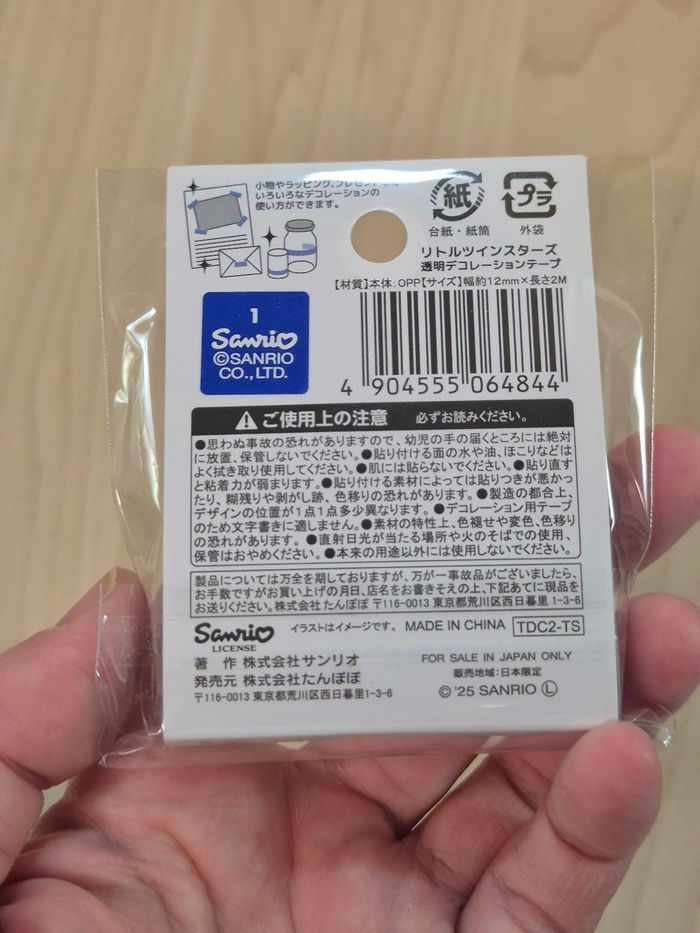 小物やラッピング、プレゼントなど
いろいろなデコレーションの
使い方ができます。
紙
台紙・紙筒
プラ
外袋
リトルツインスターズ
透明デコレーションテープ
【材質】本体:OPP【サイズ】幅約12mm×長さ2M
1
Sanrio
©SANRIO
CO.,LTD.
4 904555 064844
ご使用上の注意 必ずお読みください。
●思わぬ事故の恐れがありますので、幼児の手の届くところには絶対
に放置、保管しないでください。●貼り付ける面の水や油、ほこりなどは
よく拭き取り使用してください。●肌には貼らないでください。●貼り直す
と粘着力が弱まります。●貼り付ける素材によっては貼りつきが悪かっ
たり、糊残りや剥がし跡、色移りの恐れがあります。●製造の都合上、
デザインの位置が1点1点多少異なります。●デコレーション用テープ
のため文字書きに適しません。●素材の特性上、色褪せや変色、色移り
の恐れがあります。●直射日光が当たる場所や火のそばでの使用、
保管はおやめください。●本来の用途以外には使用しないでください。
製品については万全を期しておりますが、万が一事故品がございましたら、
お手数ですがお買い上げの月日、店名をお書きそえの上、下記あてに現品を
お送りください。株式会社たんぽぽ 〒116-0013 東京都荒川区西日暮里1-3-6
Sanrio
LICENSE
イラストはイメージです。 MADE IN CHINA TDC2-TS
著 作 株式会社サンリオ
発売元 株式会社たんぽぽ
〒116-0013 東京都荒川区西日暮里1-3-6
FOR SALE IN JAPAN ONLY
販売地域:日本限定
©'25 SANRIO Ⓛ